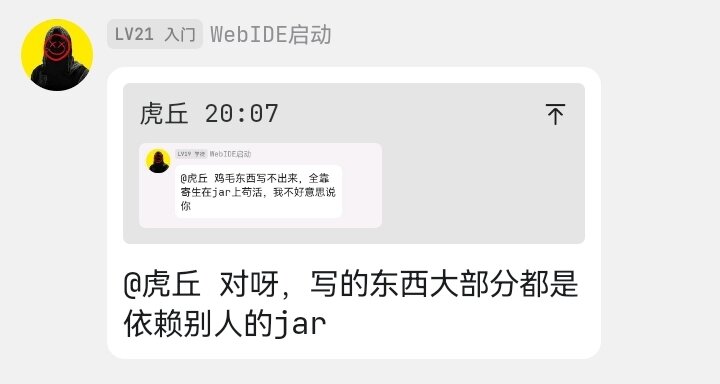 LV21 入门 WebIDE启动
虎丘 20:07
LV19 学沫 WebIDE启动
@虎丘 鸡毛东西写不出来，全靠
寄生在jar上苟活，我不好意思说
你
@虎丘 对呀，写的东西大部分都是
依赖别人的jar